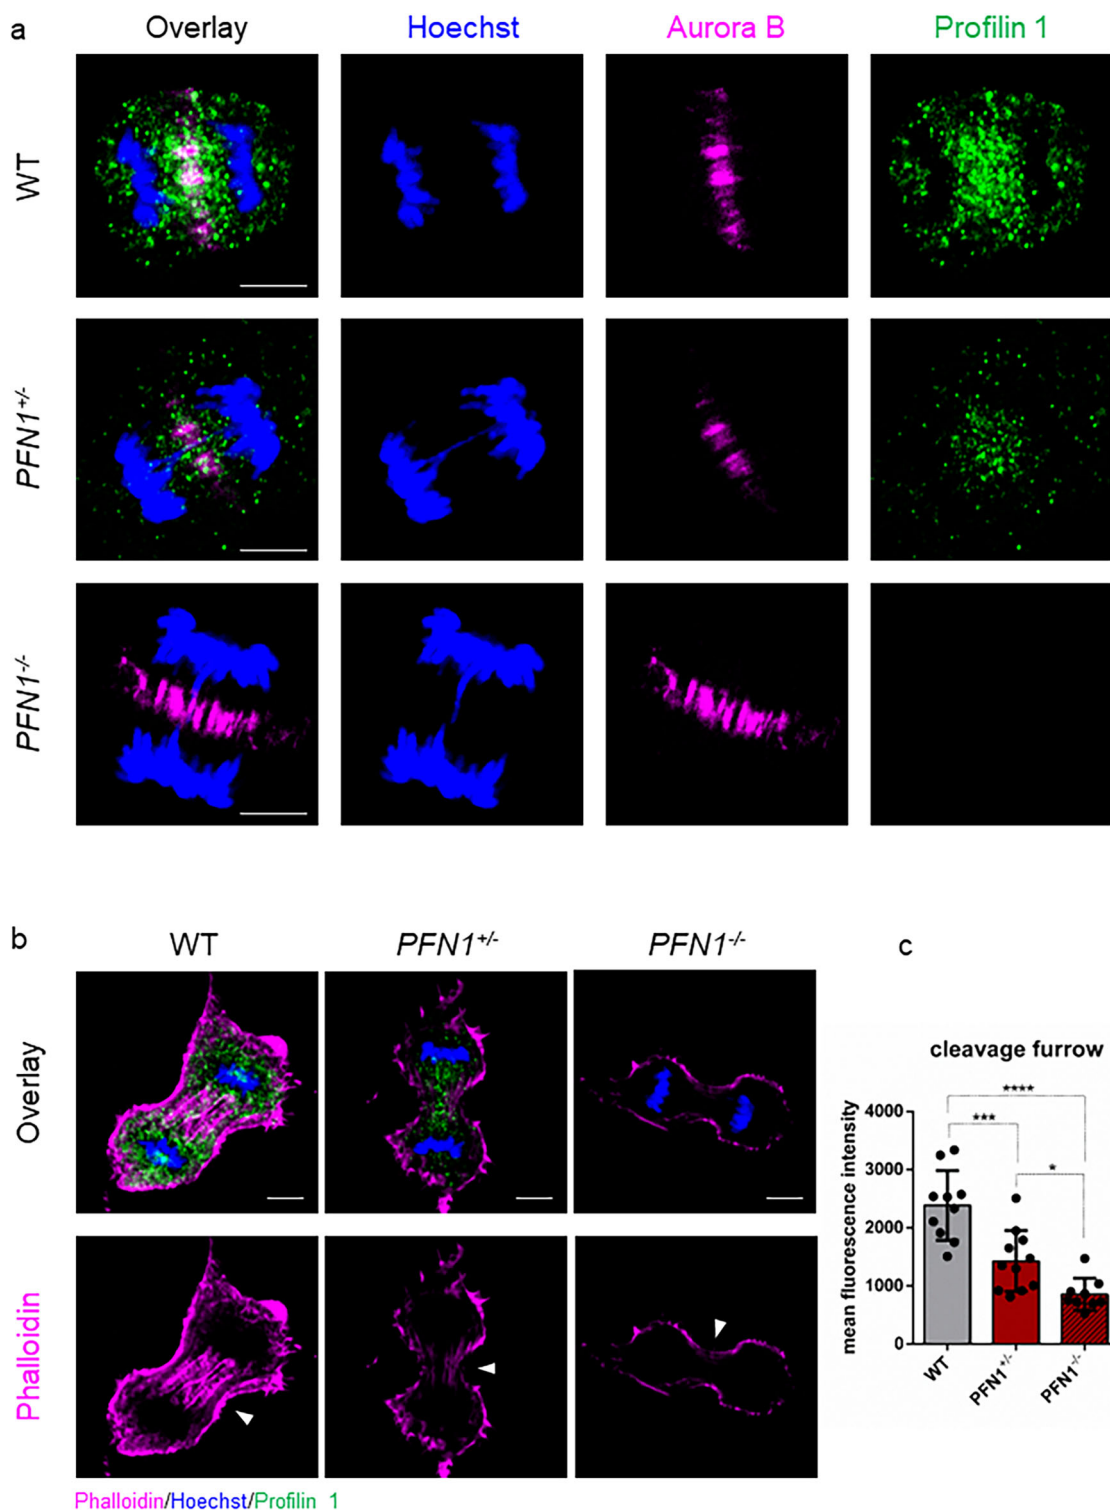 a
Overlay Hoechst Aurora B Profilin 1
WT
PFN1+/-
PFN1-/-
b
WT PFN1+/- PFN1-/-
Overlay
Phalloidin
Phalloidin/Hoechst/Profilin 1
c
cleavage furrow
****
***
*
mean fluorescence intensity
4000
3000
2000
1000
0
WT PFN1+/- PFN1-/-